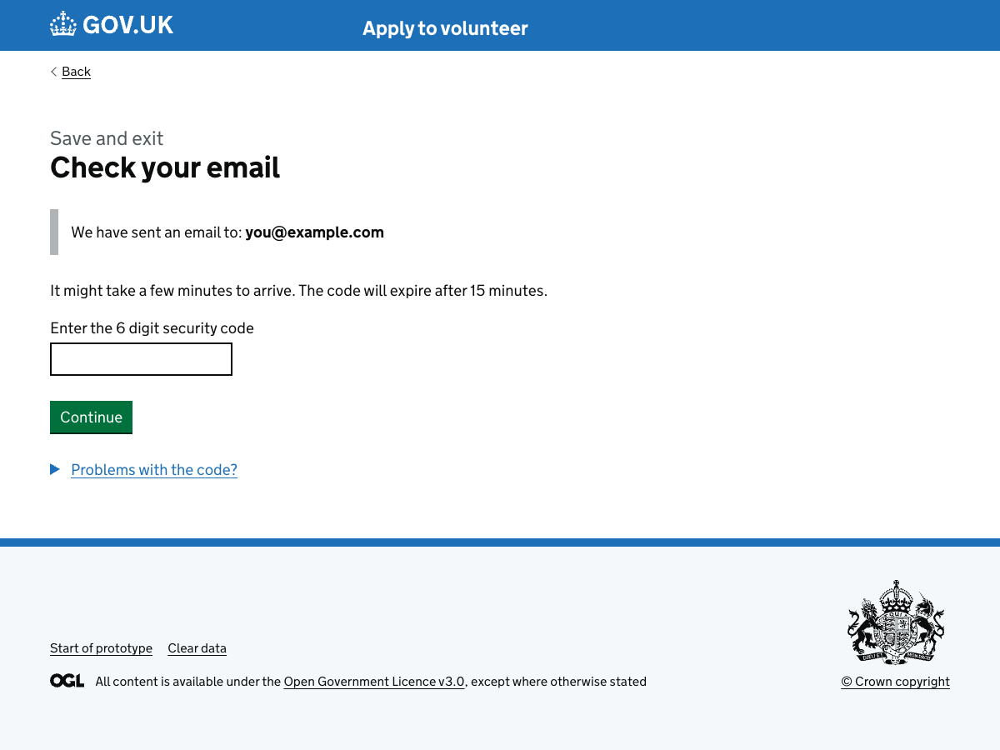 GOV.UK
Apply to volunteer
Back
Save and exit
Check your email
We have sent an email to: you@example.com
It might take a few minutes to arrive. The code will expire after 15 minutes.
Enter the 6 digit security code
Continue
Problems with the code?
Start of prototype Clear data
OGL All content is available under the Open Government Licence v3.0, except where otherwise stated
© Crown copyright